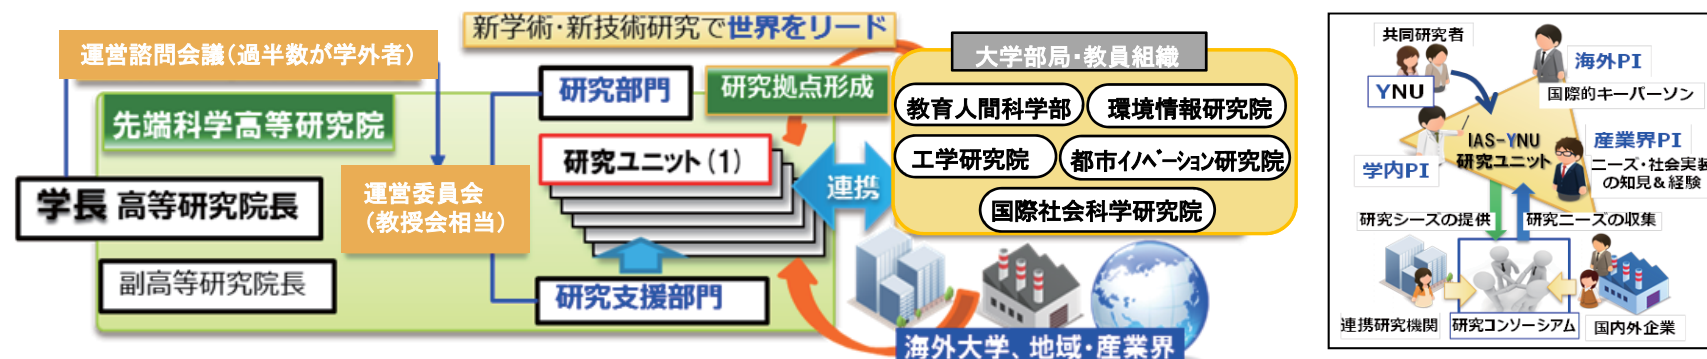 新学術・新技術研究で世界をリード
運営諮問会議(過半数が学外者)
先端科学高等研究院
学長 高等研究院長
副高等研究院長
運営委員会
(教授会相当)
研究部門
研究拠点形成
研究ユニット(1)
研究支援部門
連携
大学部局・教員組織
教育人間科学部
環境情報研究院
工学研究院
都市イノベーション研究院
国際社会科学研究院
海外大学、地域・産業界
共同研究者
YNU
海外PI
国際的キーパーソン
IAS-YNU
研究ユニット
学内PI
産業界PI
ニーズ・社会実装
の知見&経験
研究シーズの提供
研究ニーズの収集
連携研究機関
研究コンソーシアム
国内外企業